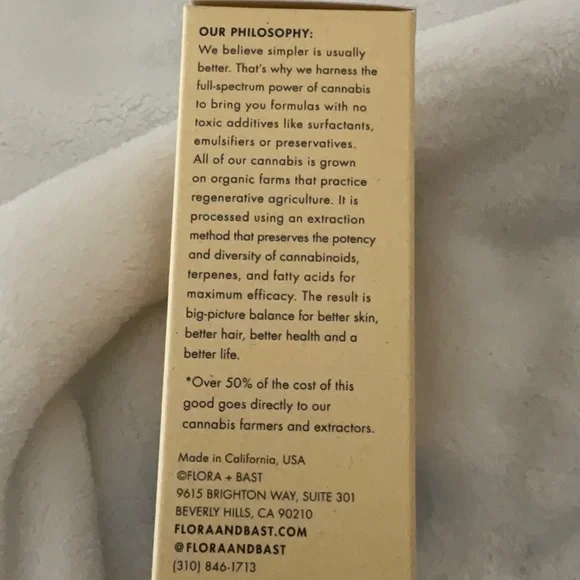 OUR PHILOSOPHY:
We believe simpler is usually
better. That's why we harness the
full-spectrum power of cannabis
to bring you formulas with no
toxic additives like surfactants,
emulsifiers or preservatives.
All of our cannabis is grown
on organic farms that practice
regenerative agriculture. It is
processed using an extraction
method that preserves the potency
and diversity of cannabinoids,
terpenes, and fatty acids for
maximum efficacy. The result is
big-picture balance for better skin,
better hair, better health and a
better life.
*Over 50% of the cost of this
good goes directly to our
cannabis farmers and extractors.
Made in California, USA
©FLORA + BAST
9615 BRIGHTON WAY, SUITE 301
BEVERLY HILLS, CA 90210
FLORAANDBAST.COM
@FLORAANDBAST
(310) 846-1713